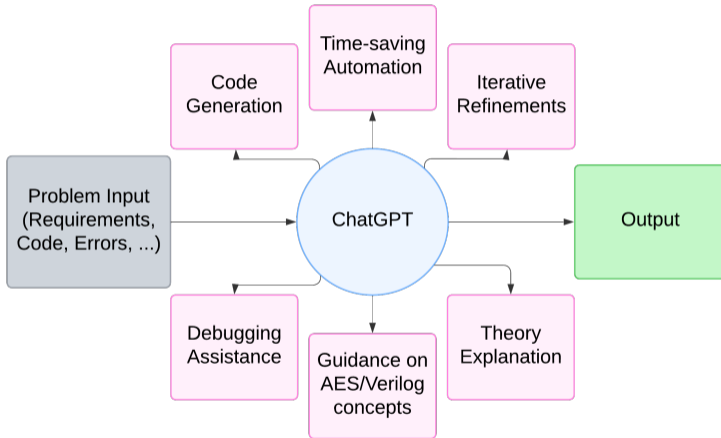 Time-saving
Automation
Code
Generation
Iterative
Refinements
Problem Input
(Requirements,
Code, Errors, ...)
ChatGPT
Output
Debugging
Assistance
Guidance on
AES/Verilog
concepts
Theory
Explanation